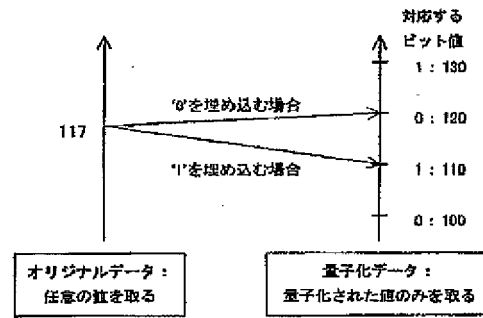 対応する
ビット値
1：130
'0'を埋め込む場合
0：120
117
'1'を埋め込む場合
1：110
0：100
オリジナルデータ：
任意の値を取る
量子化データ：
量子化された値のみを取る